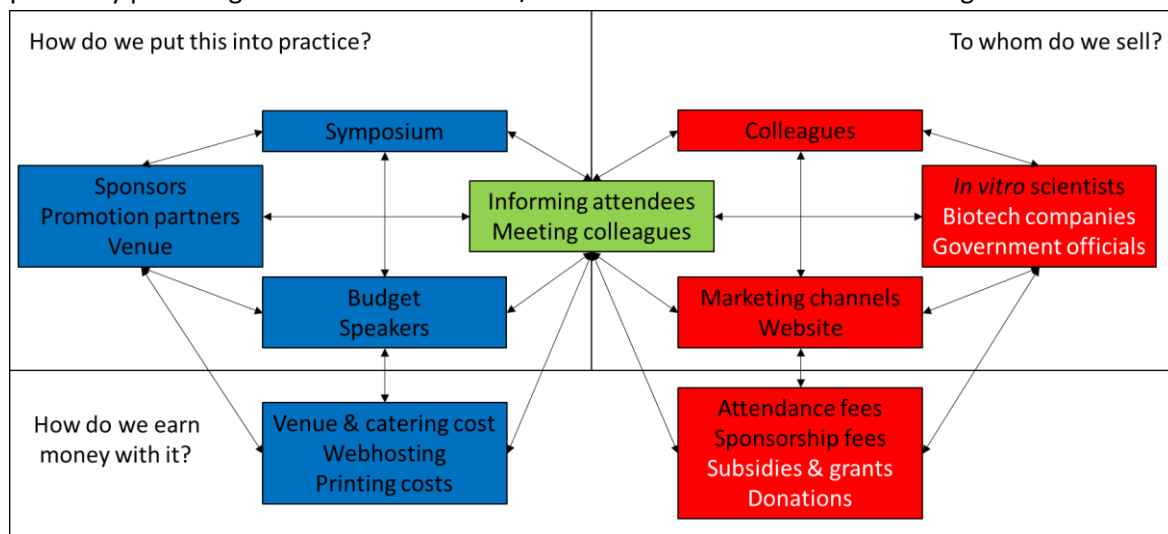 How do we put this into practice?
To whom do we sell?
Symposium
Sponsors
Promotion partners
Venue
Budget
Speakers
Informing attendees
Meeting colleagues
Colleagues
In vitro scientists
Biotech companies
Government officials
Marketing channels
Website
How do we earn
money with it?
Venue & catering cost
Webhosting
Printing costs
Attendance fees
Sponsorship fees
Subsidies & grants
Donations